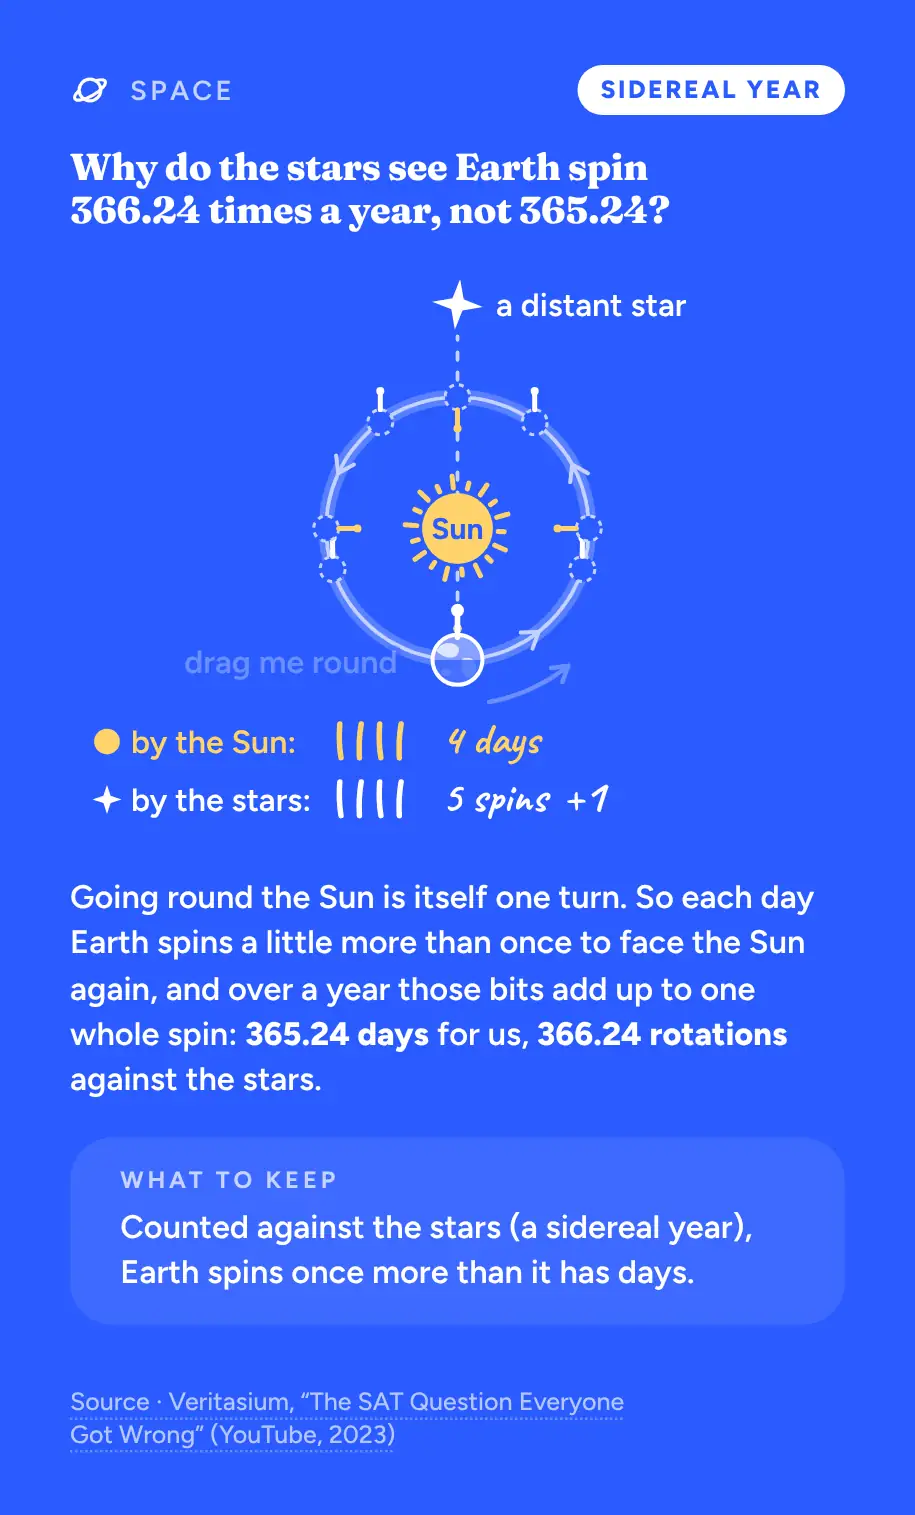 SPACE
SIDEREAL YEAR
Why do the stars see Earth spin
366.24 times a year, not 365.24?
a distant star
Sun
drag me round
by the Sun: 4 days
by the stars: 5 spins +1
Going round the Sun is itself one turn. So each day
Earth spins a little more than once to face the Sun
again, and over a year those bits add up to one
whole spin: 365.24 days for us, 366.24 rotations
against the stars.
WHAT TO KEEP
Counted against the stars (a sidereal year),
Earth spins once more than it has days.
Source · Veritasium, “The SAT Question Everyone
Got Wrong” (YouTube, 2023)